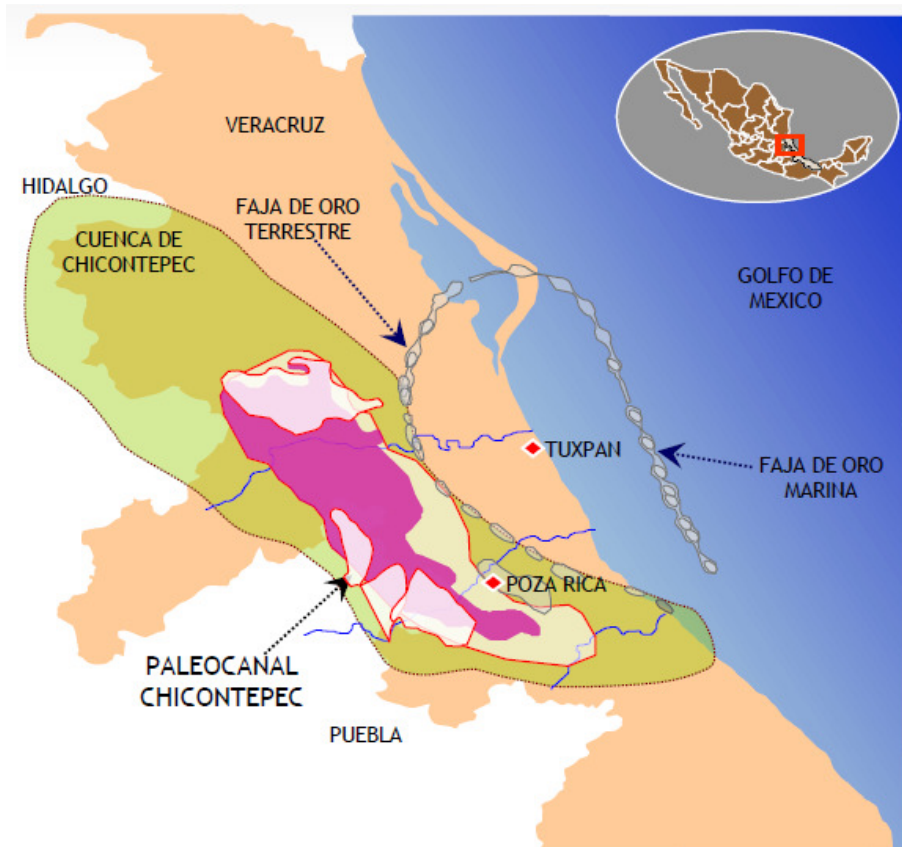 VERACRUZ
HIDALGO
FAJA DE ORO
TERRESTRE
CUENCA DE
CHICONTEPEC
GOLFO DE
MEXICO
TUXPAN
FAJA DE ORO
MARINA
POZA RICA
PALEOCANAL
CHICONTEPEC
PUEBLA